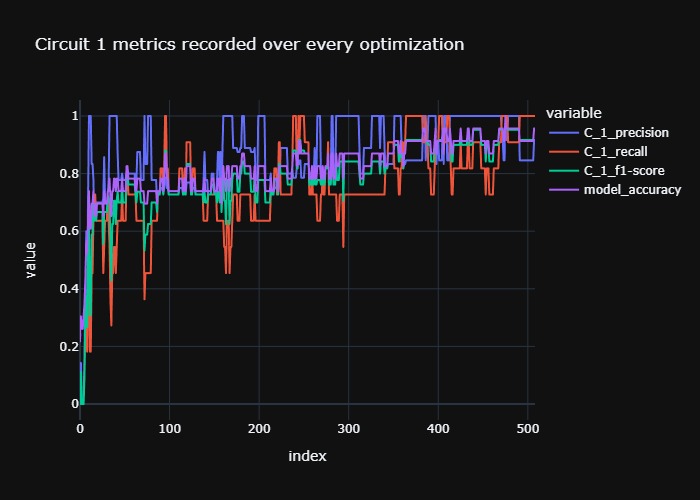 Circuit 1 metrics recorded over every optimization
variable
C_1_precision
C_1_recall
C_1_f1-score
model_accuracy
value
1
0.8
0.6
0.4
0.2
0
0 100 200 300 400 500
index